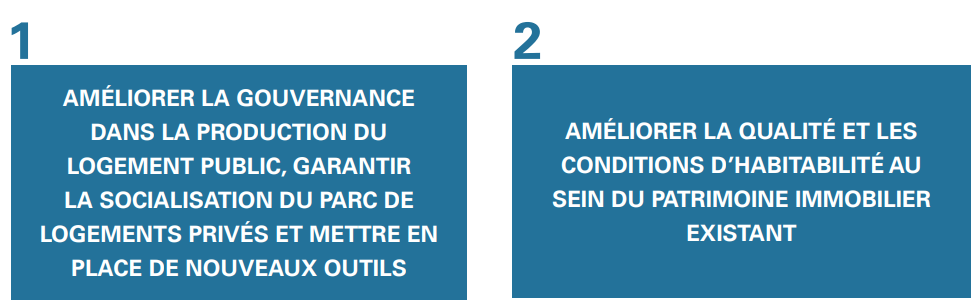 1
AMÉLIORER LA GOUVERNANCE
DANS LA PRODUCTION DU
LOGEMENT PUBLIC, GARANTIR
LA SOCIALISATION DU PARC DE
LOGEMENTS PRIVÉS ET METTRE EN
PLACE DE NOUVEAUX OUTILS
2
AMÉLIORER LA QUALITÉ ET LES
CONDITIONS D’HABITABILITÉ AU
SEIN DU PATRIMOINE IMMOBILIER
EXISTANT